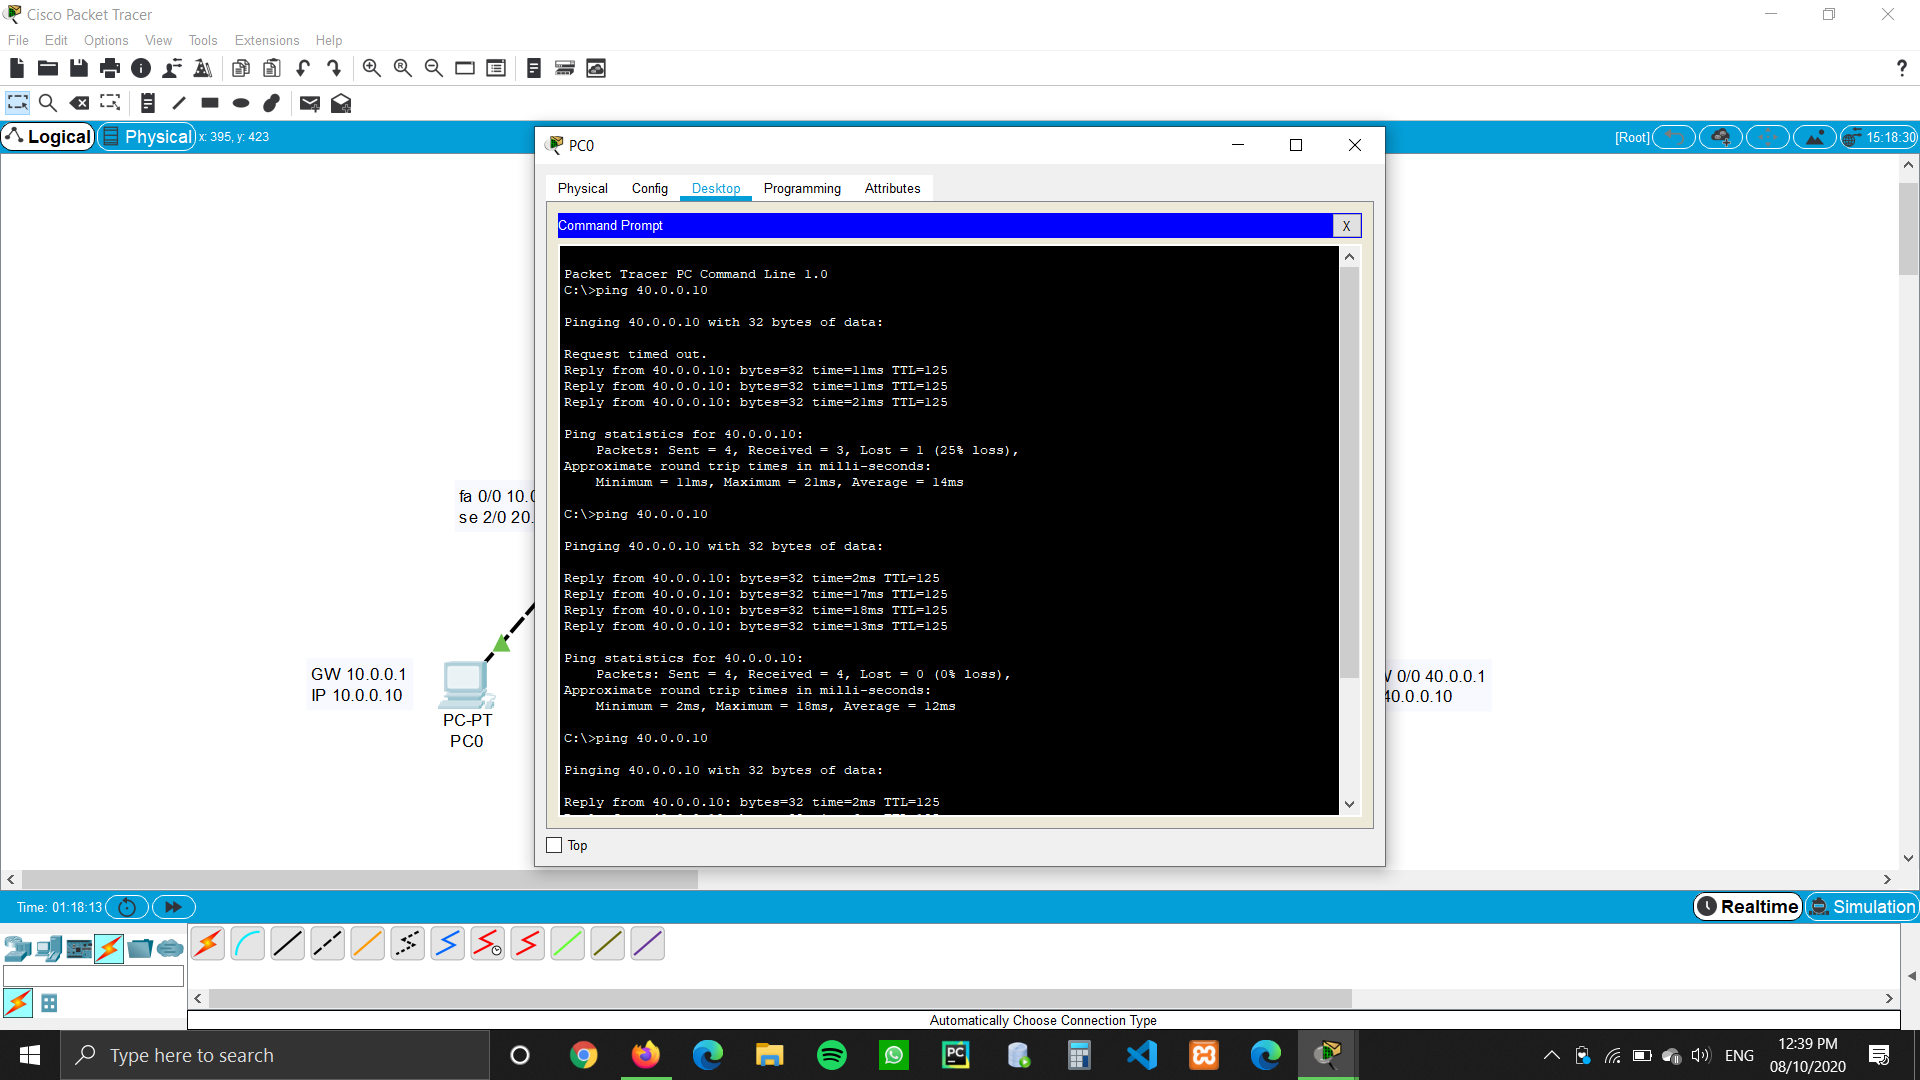 Cisco Packet Tracer
File Edit Options View Tools Extensions Help
Logical Physical x: 395, y: 423
[Root] 15:18:30
PC0
Physical Config Desktop Programming Attributes
Command Prompt X
Packet Tracer PC Command Line 1.0
C:\>ping 40.0.0.10
Pinging 40.0.0.10 with 32 bytes of data:
Request timed out.
Reply from 40.0.0.10: bytes=32 time=11ms TTL=125
Reply from 40.0.0.10: bytes=32 time=11ms TTL=125
Reply from 40.0.0.10: bytes=32 time=21ms TTL=125
Ping statistics for 40.0.0.10:
Packets: Sent = 4, Received = 3, Lost = 1 (25% loss),
Approximate round trip times in milli-seconds:
Minimum = 11ms, Maximum = 21ms, Average = 14ms
C:\>ping 40.0.0.10
Pinging 40.0.0.10 with 32 bytes of data:
Reply from 40.0.0.10: bytes=32 time=2ms TTL=125
Reply from 40.0.0.10: bytes=32 time=17ms TTL=125
Reply from 40.0.0.10: bytes=32 time=18ms TTL=125
Reply from 40.0.0.10: bytes=32 time=13ms TTL=125
Ping statistics for 40.0.0.10:
Packets: Sent = 4, Received = 4, Lost = 0 (0% loss),
Approximate round trip times in milli-seconds:
Minimum = 2ms, Maximum = 18ms, Average = 12ms
C:\>ping 40.0.0.10
Pinging 40.0.0.10 with 32 bytes of data:
Reply from 40.0.0.10: bytes=32 time=2ms TTL=125
Top
fa 0/0 10.0
se 2/0 20.
GW 10.0.0.1
IP 10.0.0.10
PC-PT
PC0
0/0 40.0.0.1
40.0.0.10
Time: 01:18:13
Realtime Simulation
Automatically Choose Connection Type
Type here to search
PC
ENG
12:39 PM
08/10/2020